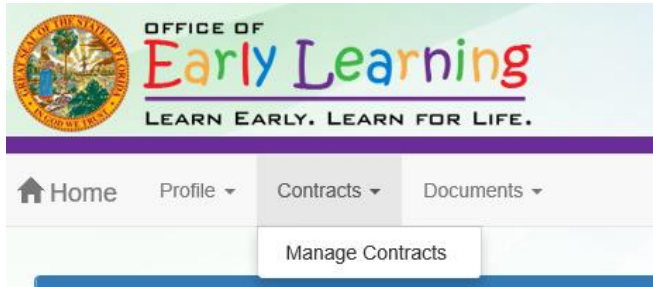 OFFICE OF
Early Learning
LEARN EARLY. LEARN FOR LIFE.
Home Profile Contracts Documents
Manage Contracts